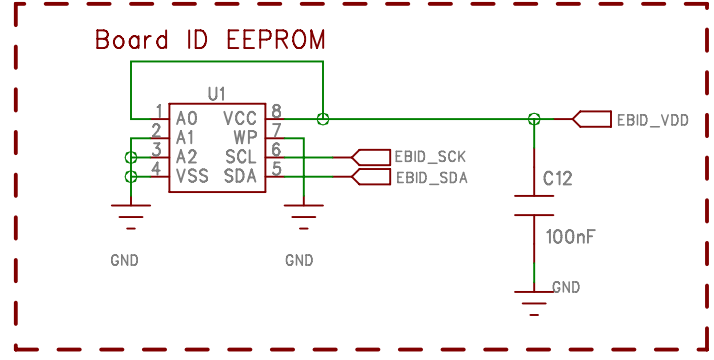 Board ID EEPROM
U1
1 A0 VCC 8
2 A1 WP 7
3 A2 SCL 6
4 VSS SDA 5
EBID_VDD
EBID_SCK
EBID_SDA
C12
100nF
GND
GND
GND